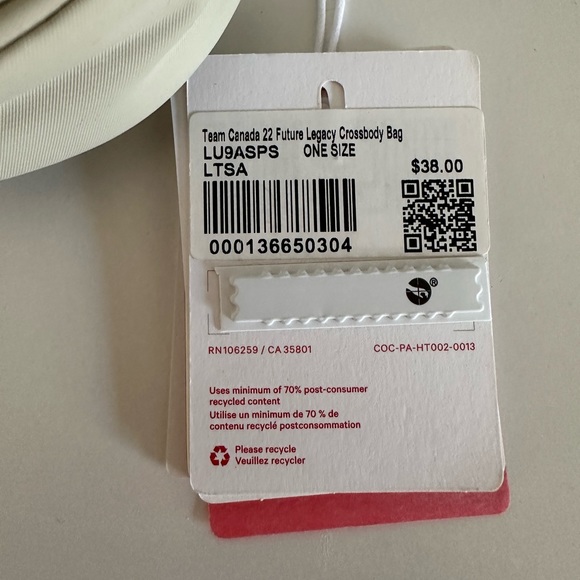 Team Canada 22 Future Legacy Crossbody Bag
LU9ASPS ONE SIZE
LTSA $38.00
000136650304
®
RN106259 / CA35801 COC-PA-HT002-0013
Uses minimum of 70% post-consumer
recycled content
Utilise un minimum de 70 % de
contenu recyclé postconsommation
Please recycle
Veuillez recycler